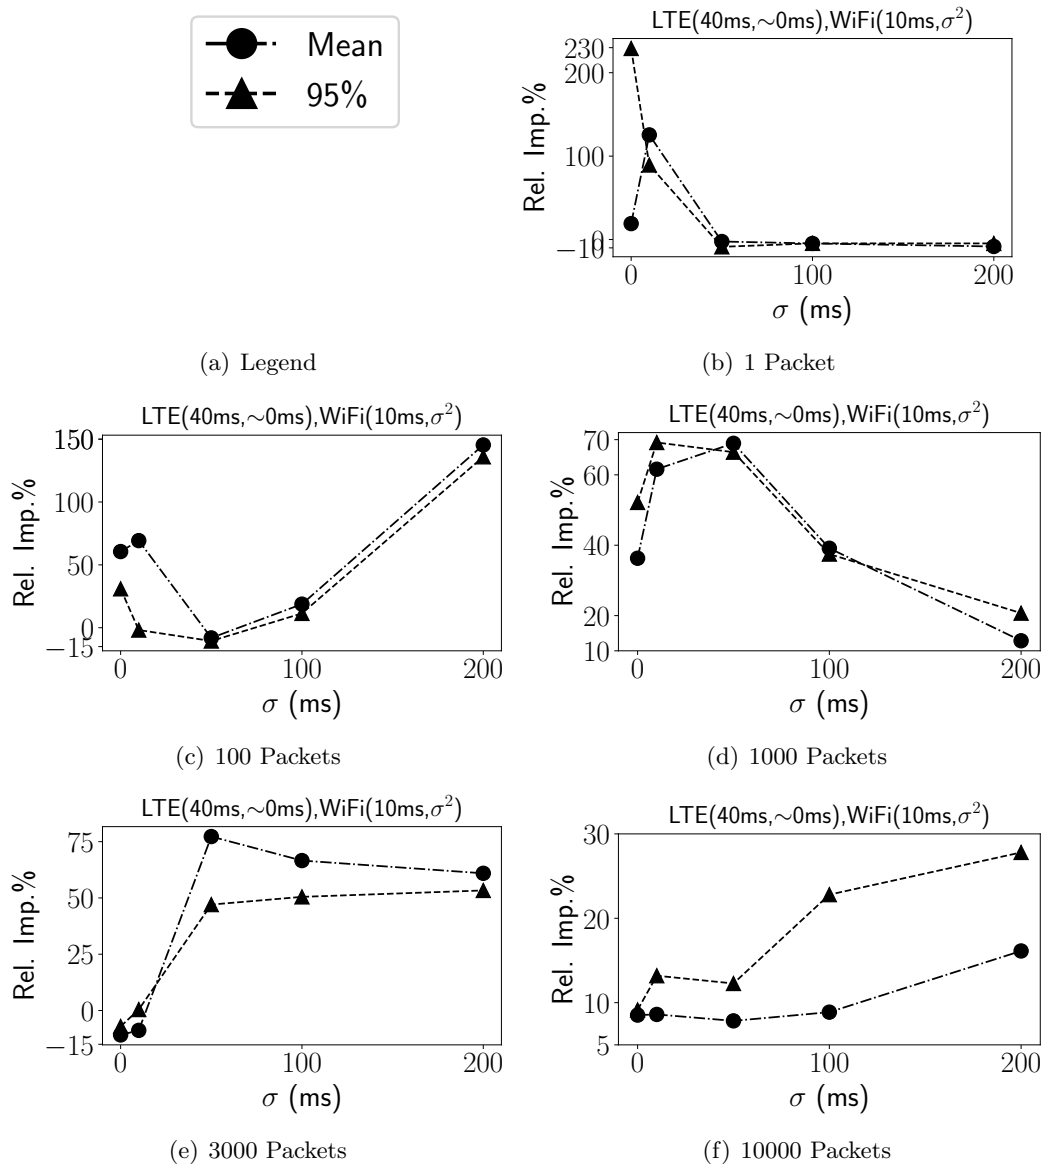 Mean
95%
LTE(40ms,∼0ms),WiFi(10ms,σ²)
230
200
100
0
−10
Rel. Imp.%
0 100 200
σ (ms)
(a) Legend
(b) 1 Packet
LTE(40ms,∼0ms),WiFi(10ms,σ²)
150
100
50
0
−15
Rel. Imp.%
0 100 200
σ (ms)
(c) 100 Packets
LTE(40ms,∼0ms),WiFi(10ms,σ²)
70
60
40
20
10
Rel. Imp.%
0 100 200
σ (ms)
(d) 1000 Packets
LTE(40ms,∼0ms),WiFi(10ms,σ²)
75
50
25
0
−15
Rel. Imp.%
0 100 200
σ (ms)
(e) 3000 Packets
LTE(40ms,∼0ms),WiFi(10ms,σ²)
30
20
10
5
Rel. Imp.%
0 100 200
σ (ms)
(f) 10000 Packets